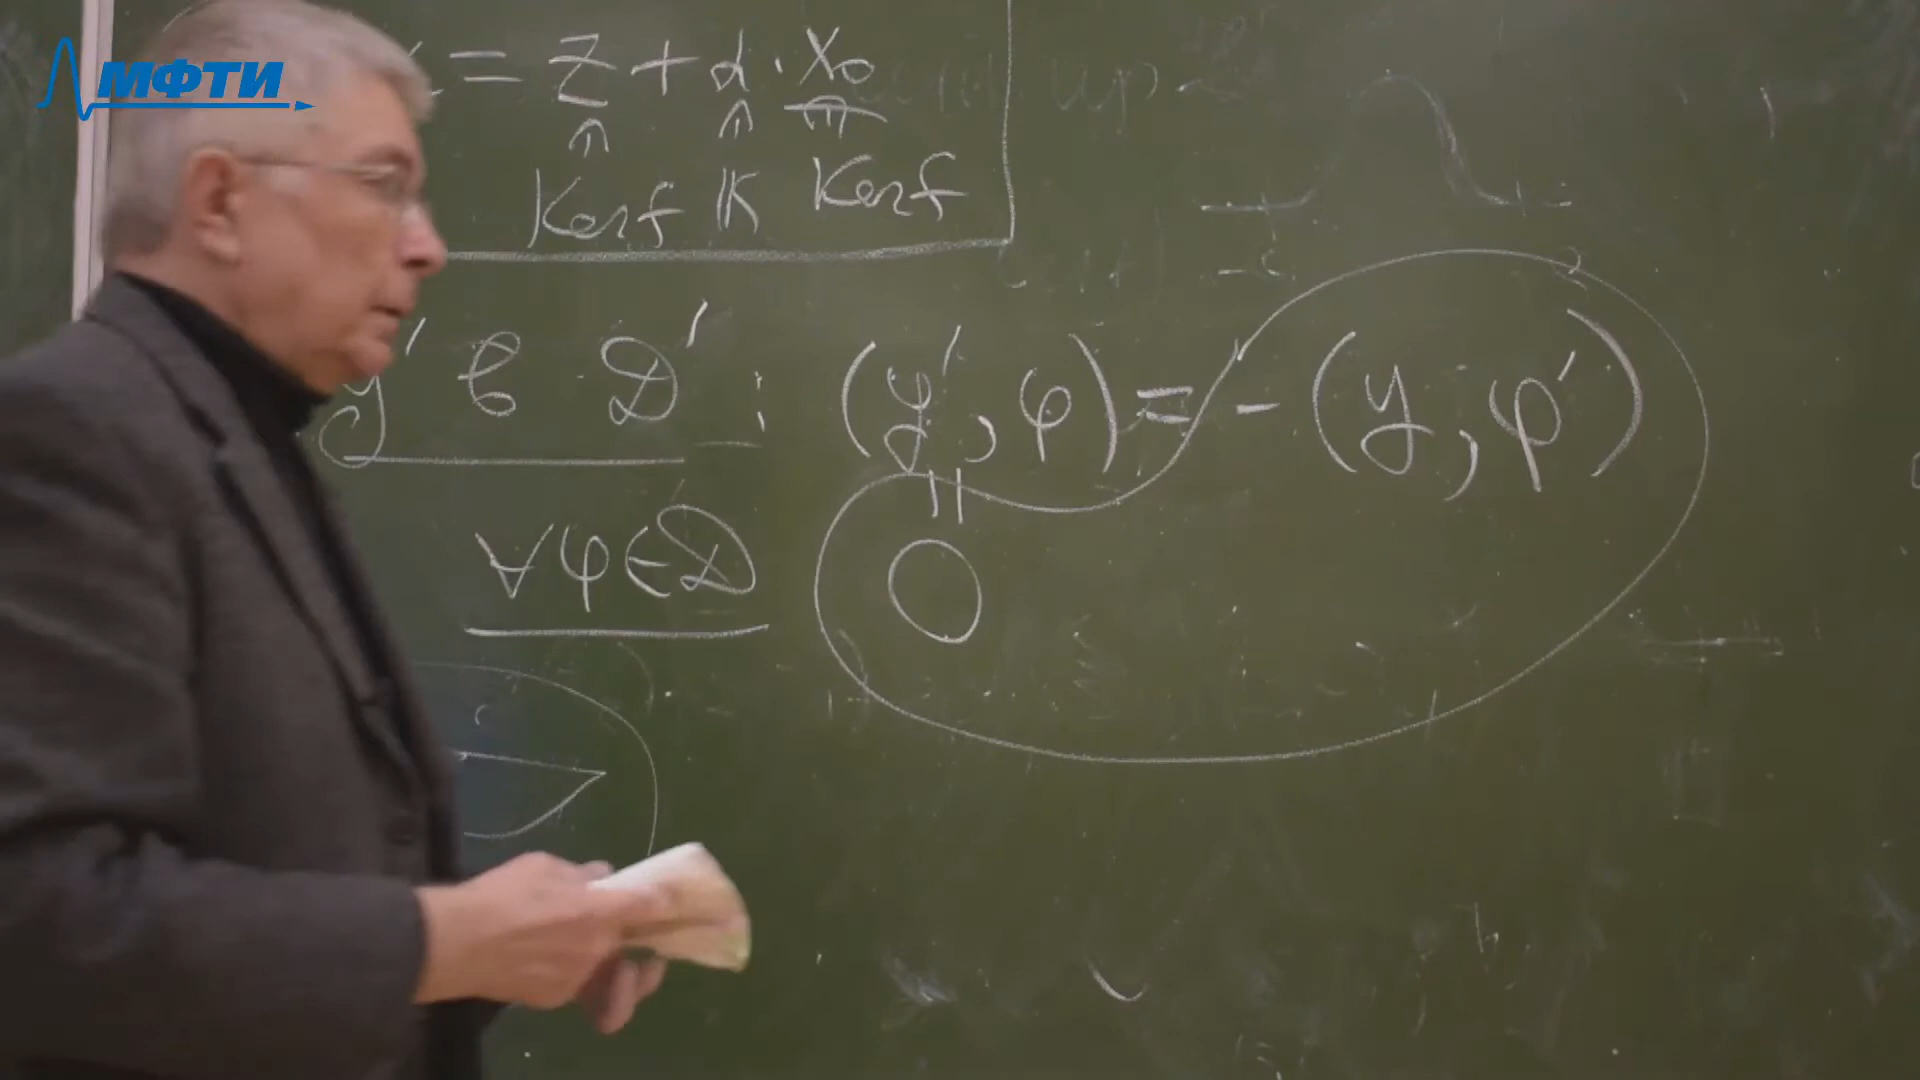 МФТИ
= z + α · x₀
Kerf K Kerf
y' в D' : (y', φ) = - (y, φ')
∀φ∈D
0